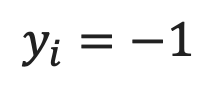 yᵢ = −1